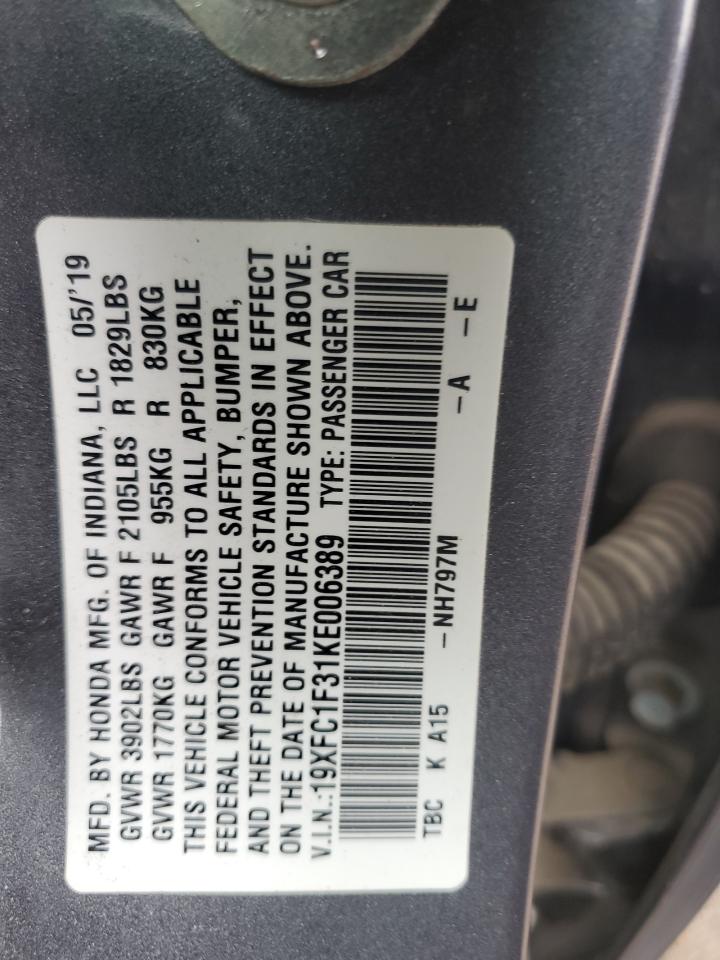 MFD. BY HONDA MFG. OF INDIANA, LLC 05/'19
GVWR 3902LBS GAWR F 2105LBS R 1829LBS
GVWR 1770KG GAWR F 955KG R 830KG
THIS VEHICLE CONFORMS TO ALL APPLICABLE
FEDERAL MOTOR VEHICLE SAFETY, BUMPER,
AND THEFT PREVENTION STANDARDS IN EFFECT
ON THE DATE OF MANUFACTURE SHOWN ABOVE.
V.I.N.:19XFC1F31KE006389 TYPE: PASSENGER CAR
TBC K A15 -NH797M -A -E